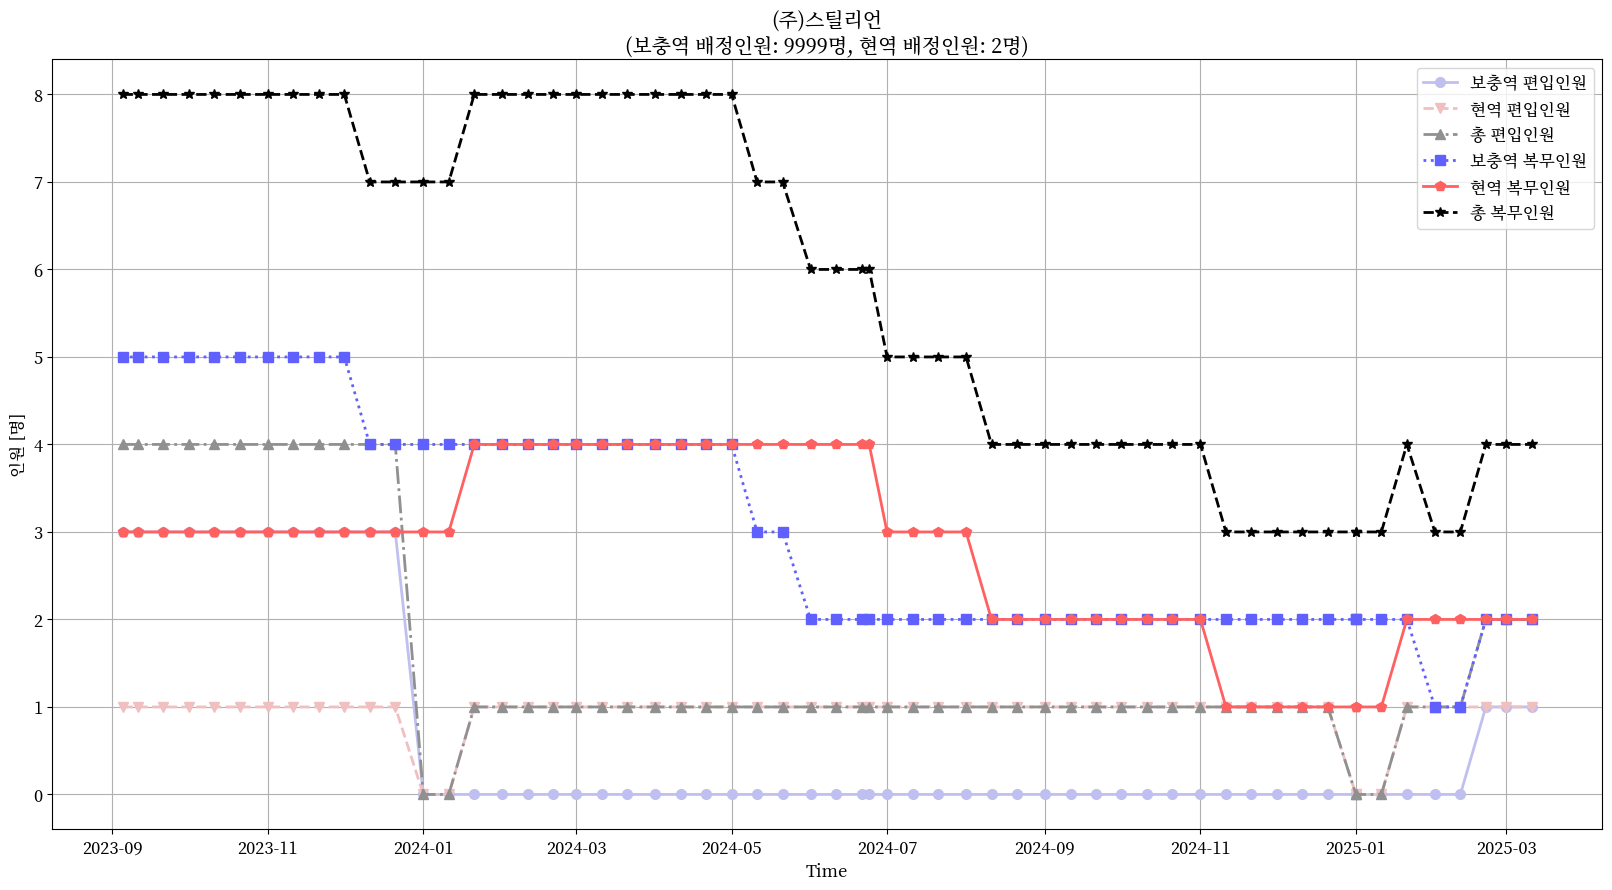 (주)스틸리언
(보충역 배정인원: 9999명, 현역 배정인원: 2명)
인원 [명]
8
7
6
5
4
3
2
1
0
보충역 편입인원
현역 편입인원
총 편입인원
보충역 복무인원
현역 복무인원
총 복무인원
2023-09 2023-11 2024-01 2024-03 2024-05 2024-07 2024-09 2024-11 2025-01 2025-03
Time